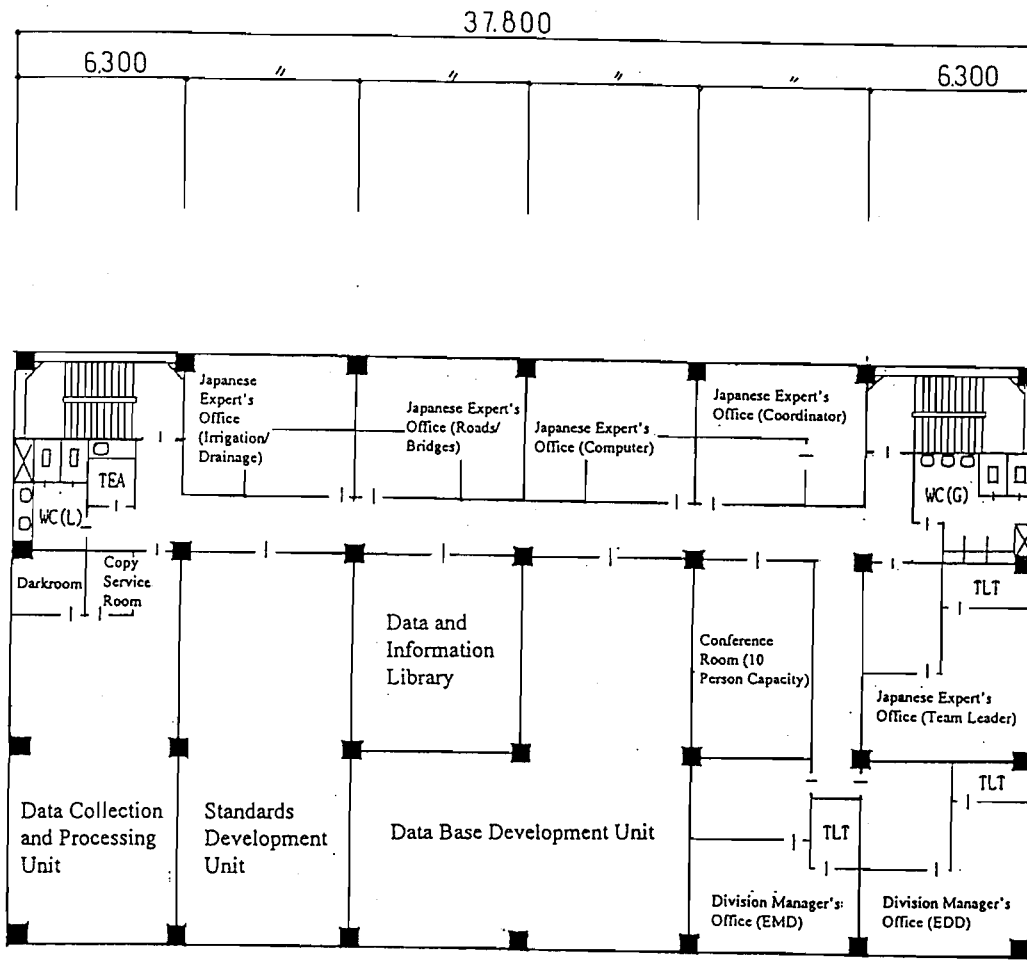 37.800
6,300 〃 〃 〃 〃 6.300
Japanese
Expert's
Office
(Irrigation/
Drainage)
Japanese Expert's
Office (Roads/
Bridges)
Japanese Expert's
Office (Computer)
Japanese Expert's
Office (Coordinator)
TEA
WC(L)
WC(G)
Darkroom
Copy
Service
Room
Data and
Information
Library
Conference
Room (10
Person Capacity)
TLT
Japanese Expert's
Office (Team Leader)
TLT
Data Collection
and Processing
Unit
Standards
Development
Unit
Data Base Development Unit
TLT
Division Manager's
Office (EMD)
Division Manager's
Office (EDD)